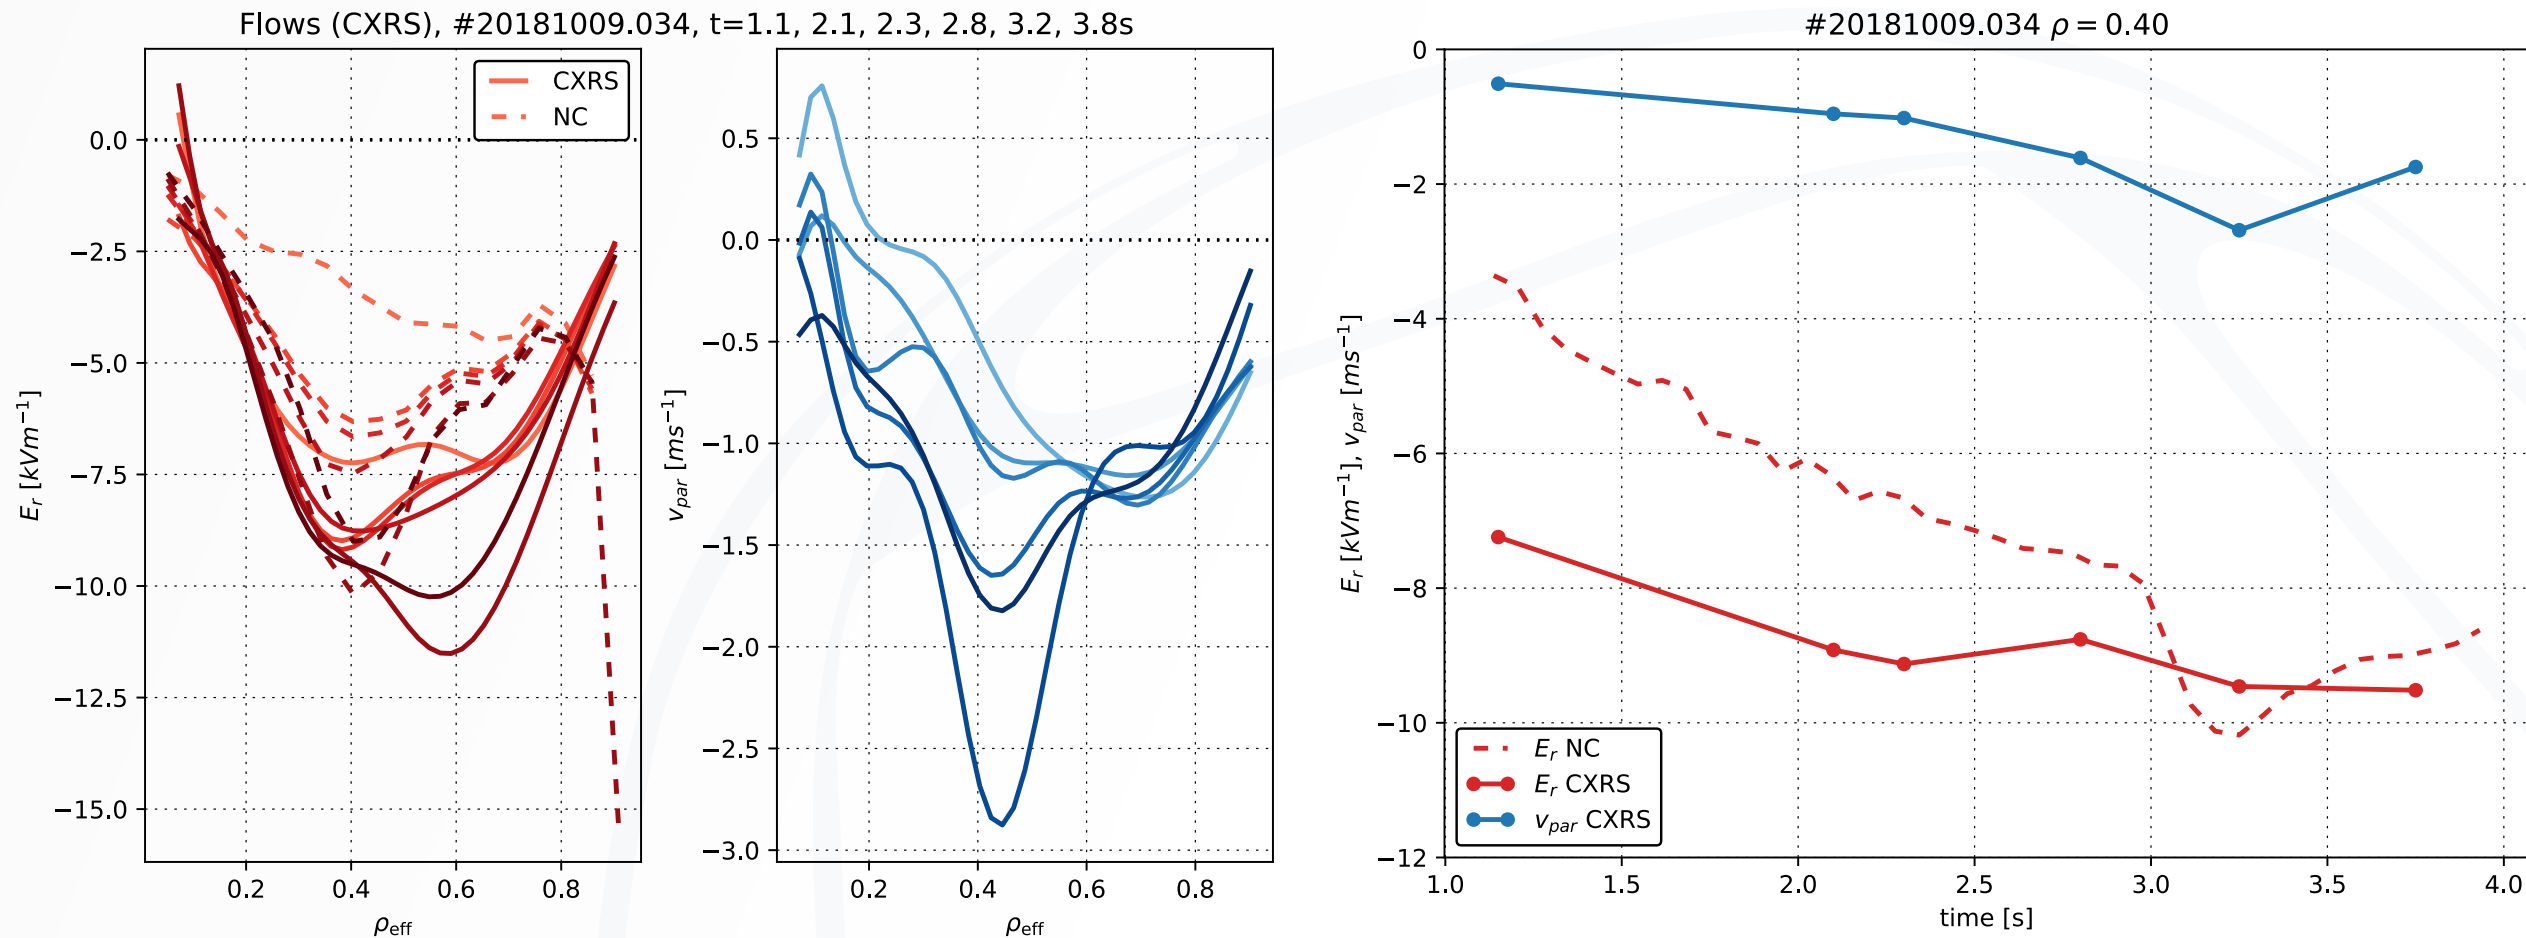 Flows (CXRS), #20181009.034, t=1.1, 2.1, 2.3, 2.8, 3.2, 3.8s
CXRS
NC
0.0
−2.5
−5.0
−7.5
−10.0
−12.5
−15.0
E_r [kVm⁻¹]
0.2 0.4 0.6 0.8
ρ_eff
0.5
0.0
−0.5
−1.0
−1.5
−2.0
−2.5
−3.0
v_par [ms⁻¹]
0.2 0.4 0.6 0.8
ρ_eff
#20181009.034 ρ = 0.40
0
−2
−4
−6
−8
−10
−12
E_r [kVm⁻¹], v_par [ms⁻¹]
E_r NC
E_r CXRS
v_par CXRS
1.0 1.5 2.0 2.5 3.0 3.5 4.0
time [s]